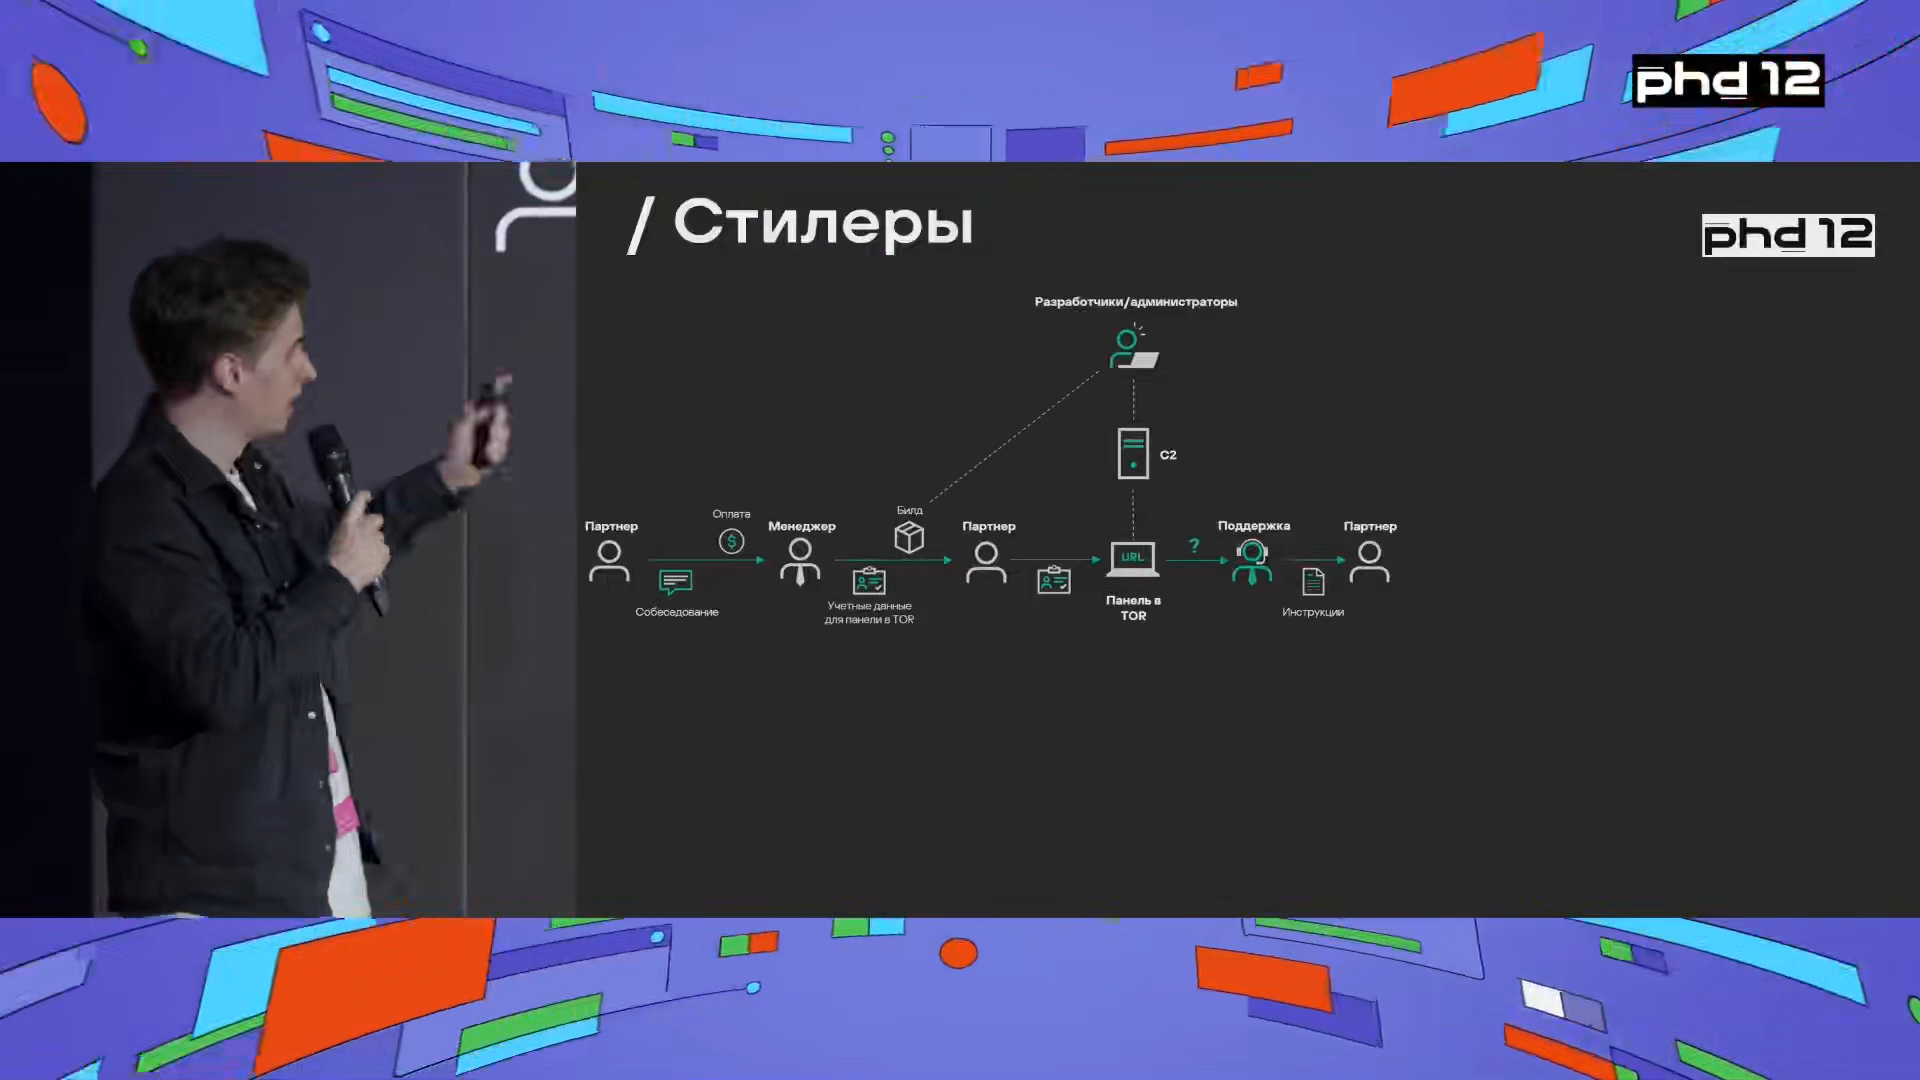 phd 12
/ Стилеры
phd 12
Разработчики/администраторы
C2
Партнер
Оплата
Собеседование
Менеджер
Билд
Учетные данные
для панели в TOR
Партнер
URL
Панель в
TOR
?
Поддержка
Инструкции
Партнер